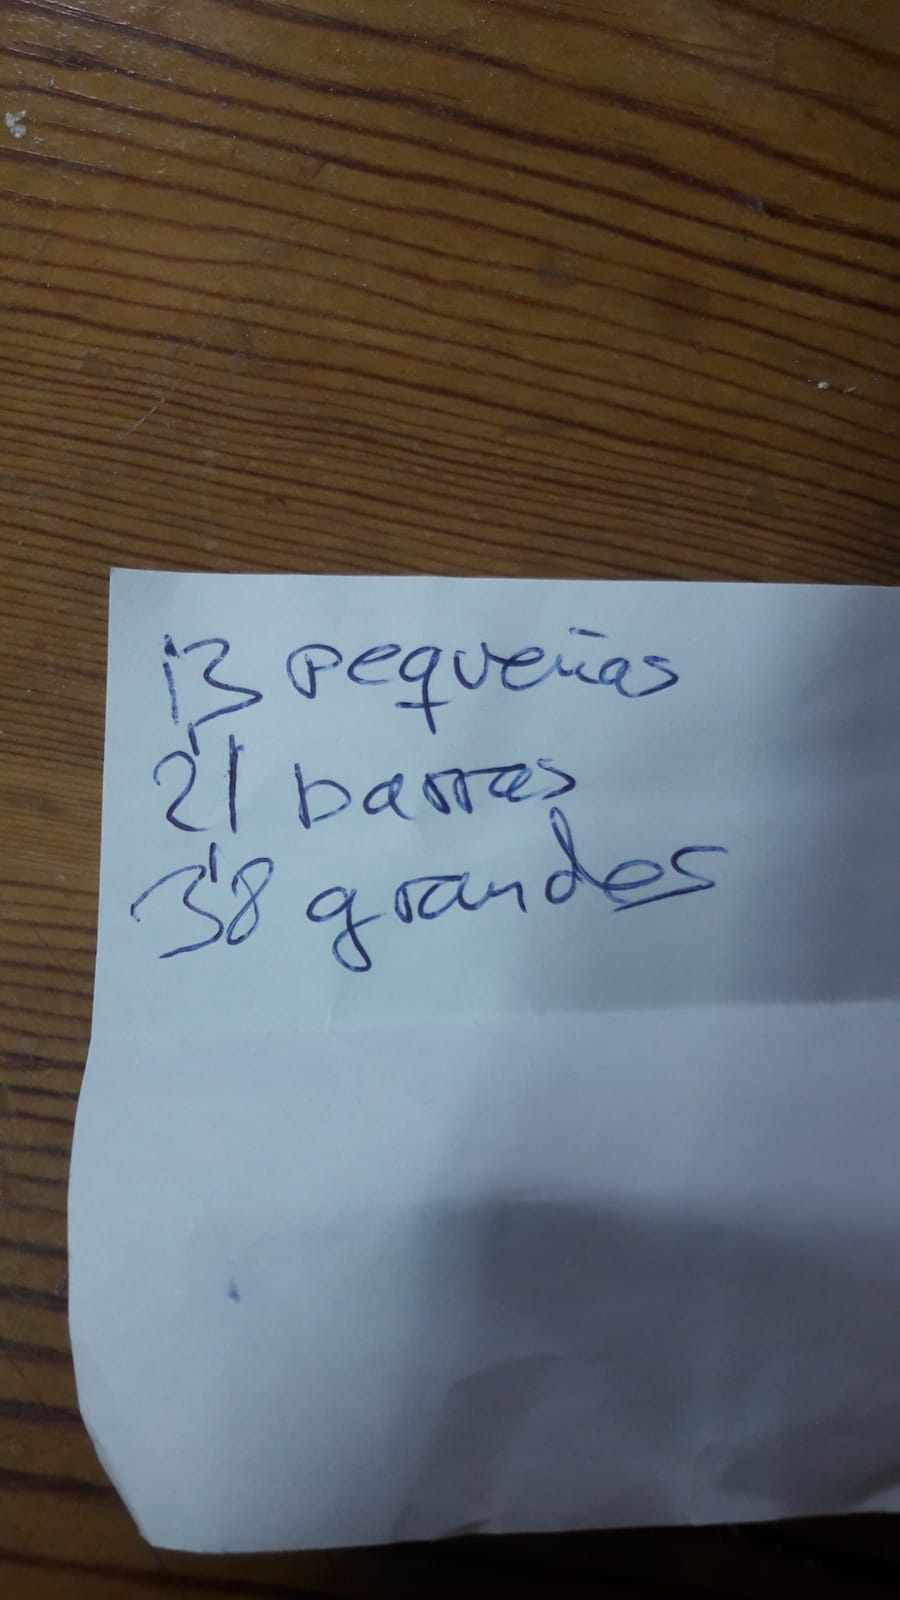 13 pequeñas
2'1 barras
3'8 grandes